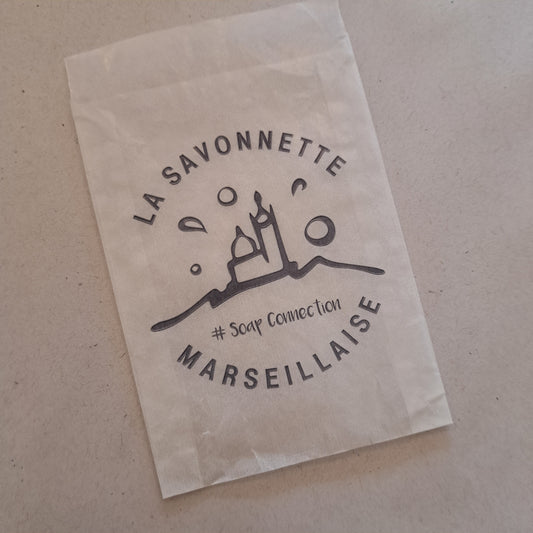 LA SAVONNETTE
# Soap Connection
MARSEILLAISE